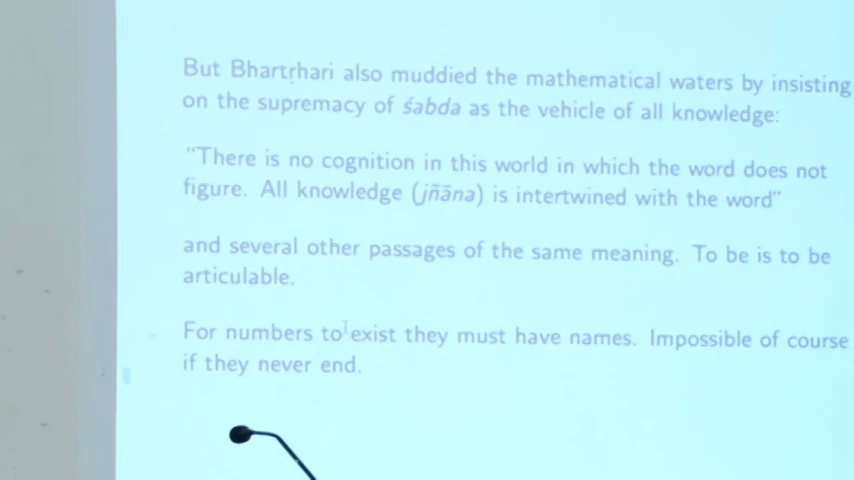 But Bhartṛhari also muddied the mathematical waters by insisting
on the supremacy of śabda as the vehicle of all knowledge:
“There is no cognition in this world in which the word does not
figure. All knowledge (jñāna) is intertwined with the word”
and several other passages of the same meaning. To be is to be
articulable.
For numbers to exist they must have names. Impossible of course
if they never end.